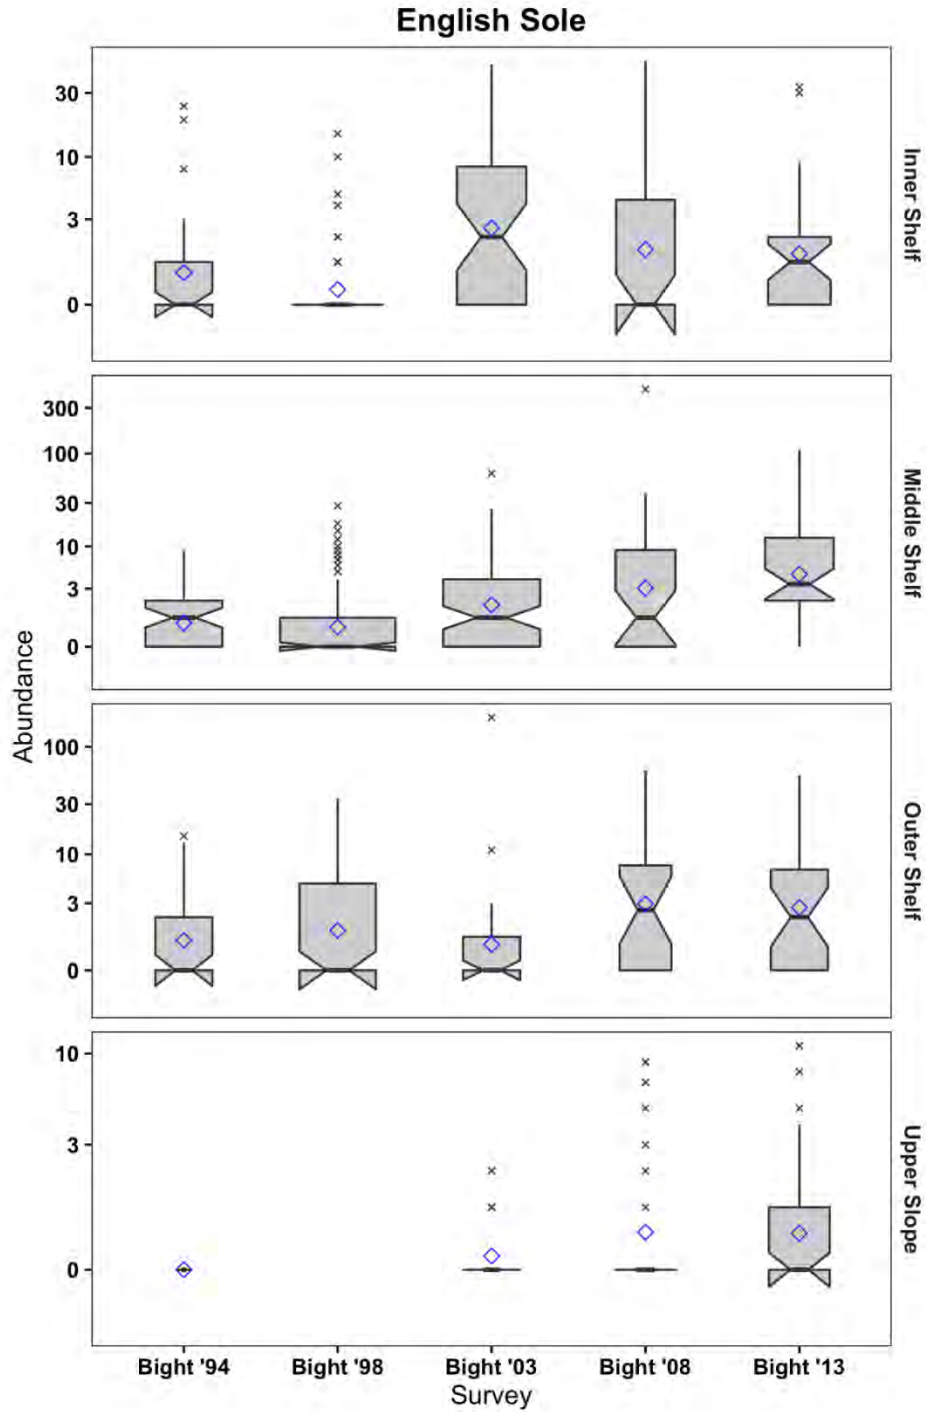 English Sole
30
10
3
0
Inner Shelf
300
100
30
10
3
0
Middle Shelf
Abundance
100
30
10
3
0
Outer Shelf
10
3
0
Upper Slope
Bight '94 Bight '98 Bight '03 Bight '08 Bight '13
Survey